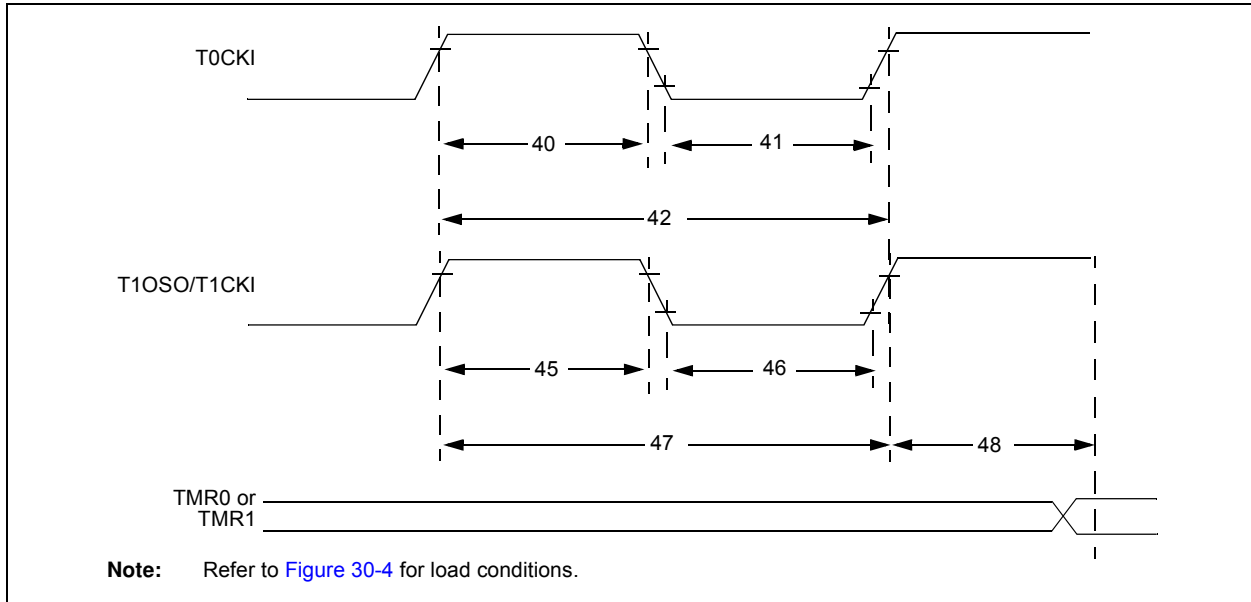 T0CKI
40
41
42
T1OSO/T1CKI
45
46
47
48
TMR0 or
TMR1
Note: Refer to Figure 30-4 for load conditions.